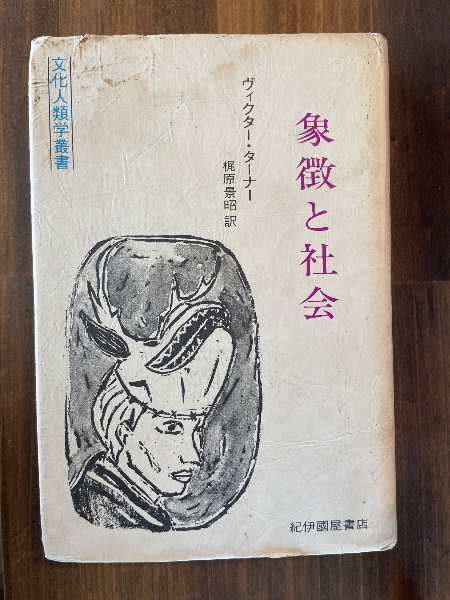 象徴と社会
ヴィクター・ターナー
梶原景昭 訳
文化人類学叢書
紀伊國屋書店